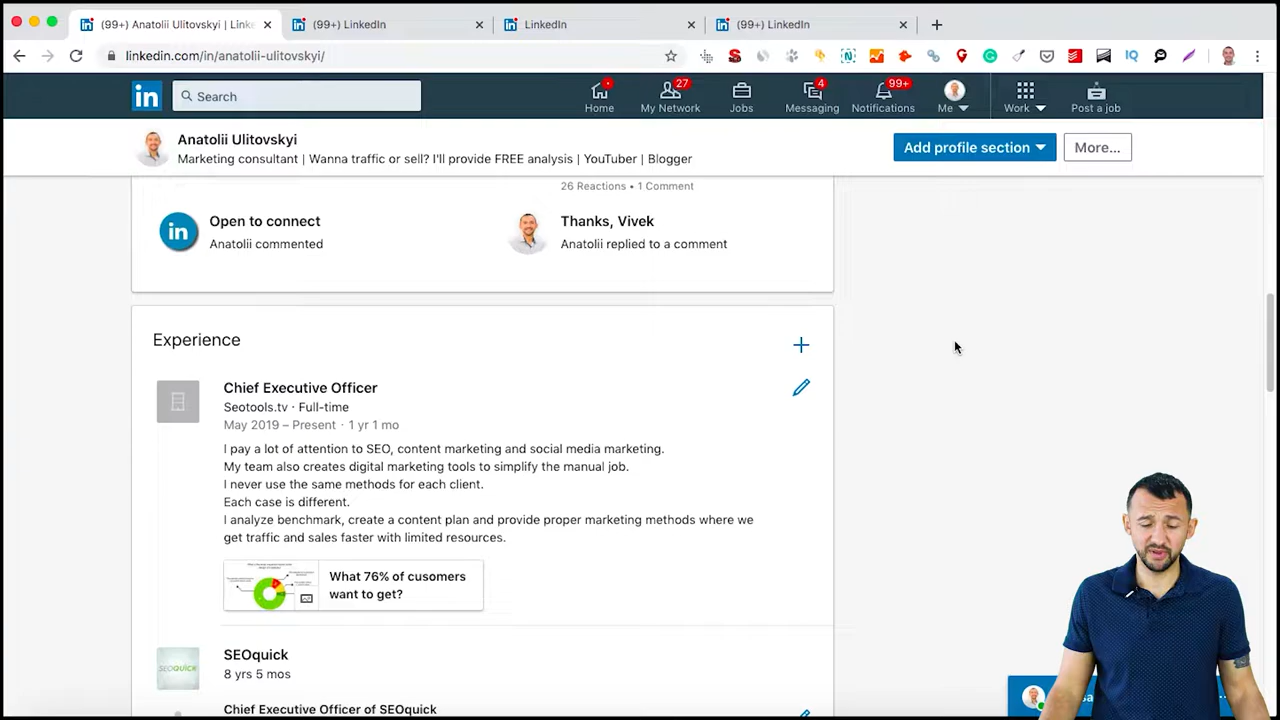 (99+) Anatolii Ulitovskyi | Linke
(99+) LinkedIn
LinkedIn
(99+) LinkedIn
linkedin.com/in/anatolii-ulitovskyi/
in
Search
Home
27
My Network
Jobs
4
Messaging
99+
Notifications
Me
Work
Post a job
Anatolii Ulitovskyi
Marketing consultant | Wanna traffic or sell? I'll provide FREE analysis | YouTuber | Blogger
Add profile section
More...
26 Reactions • 1 Comment
in
Open to connect
Anatolii commented
Thanks, Vivek
Anatolii replied to a comment
Experience
Chief Executive Officer
Seotools.tv · Full-time
May 2019 – Present · 1 yr 1 mo
I pay a lot of attention to SEO, content marketing and social media marketing.
My team also creates digital marketing tools to simplify the manual job.
I never use the same methods for each client.
Each case is different.
I analyze benchmark, create a content plan and provide proper marketing methods where we
get traffic and sales faster with limited resources.
What 76% of cusomers
want to get?
SEOQUICK
SEOquick
8 yrs 5 mos
Chief Executive Officer of SEOquick